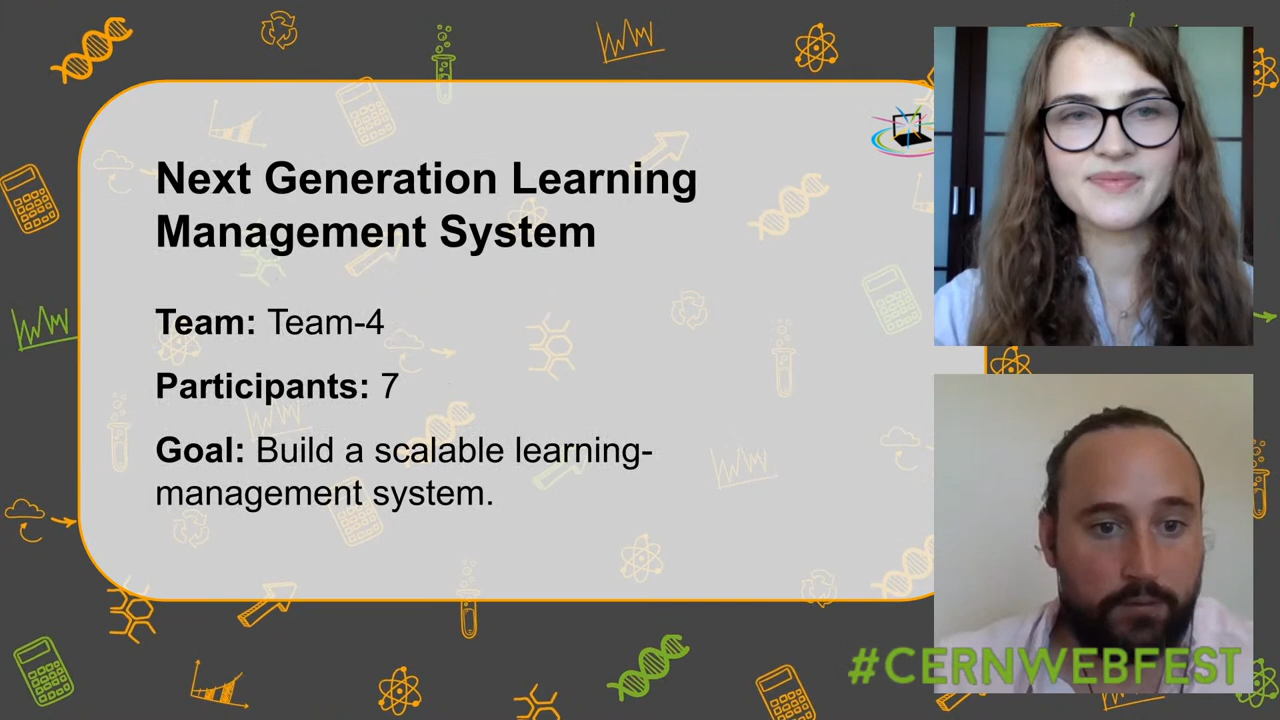 Next Generation Learning
Management System
Team: Team-4
Participants: 7
Goal: Build a scalable learning-
management system.
#CERNWEBFEST